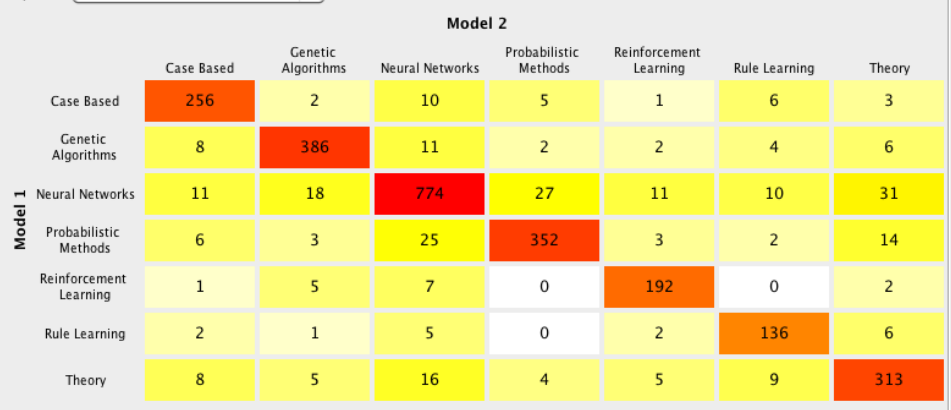 Model 2
Case Based Genetic Algorithms Neural Networks Probabilistic Methods Reinforcement Learning Rule Learning Theory
Model 1
Case Based 256 2 10 5 1 6 3
Genetic Algorithms 8 386 11 2 2 4 6
Neural Networks 11 18 774 27 11 10 31
Probabilistic Methods 6 3 25 352 3 2 14
Reinforcement Learning 1 5 7 0 192 0 2
Rule Learning 2 1 5 0 2 136 6
Theory 8 5 16 4 5 9 313